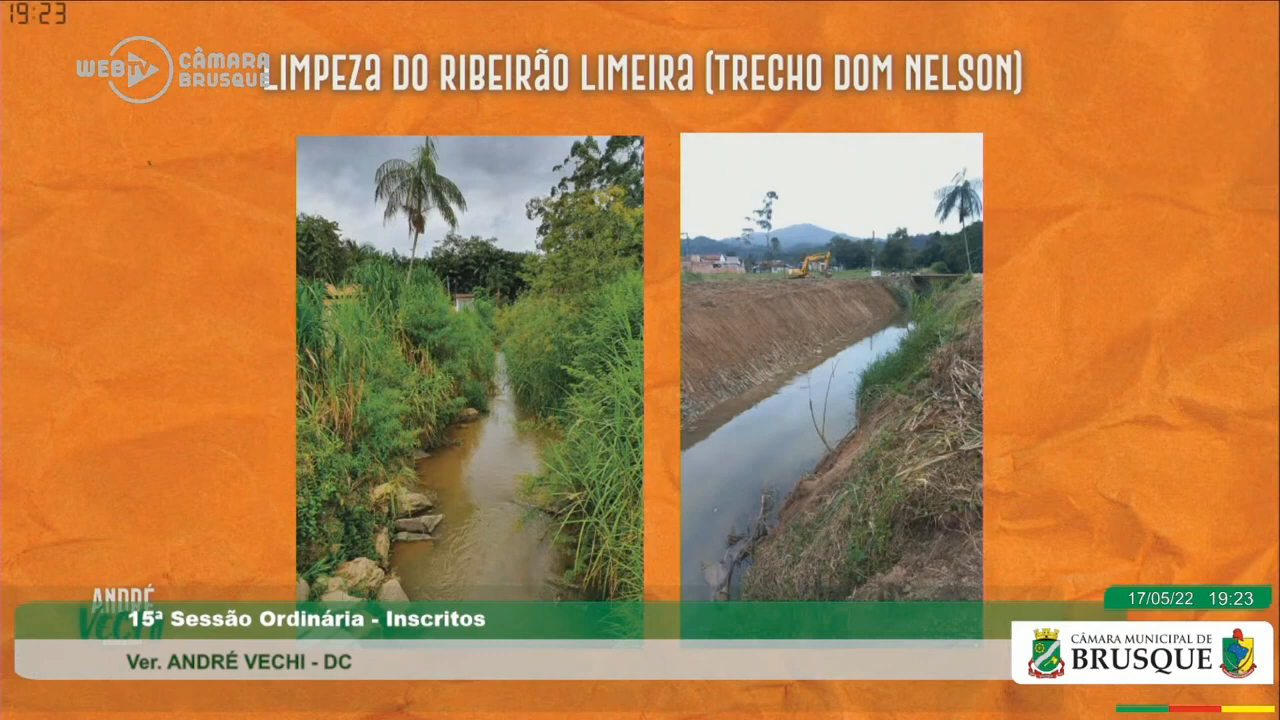 19:23
WEBTV CÂMARA BRUSQUE
LIMPEZA DO RIBEIRÃO LIMEIRA (TRECHO DOM NELSON)
ANDRÉ
VECHI
15ª Sessão Ordinária - Inscritos
Ver. ANDRÉ VECHI - DC
17/05/22 19:23
CÂMARA MUNICIPAL DE
BRUSQUE